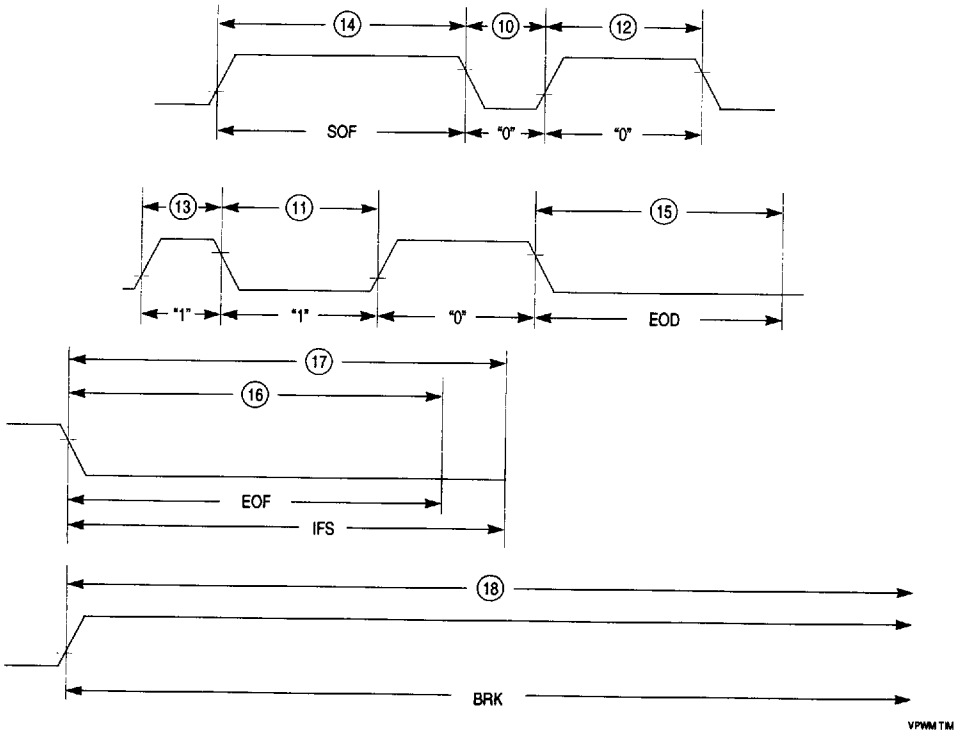 14 10 12
SOF "0" "0"
13 11 15
"1" "1" "0" EOD
17
16
EOF
IFS
18
BRK
VPWM TIM